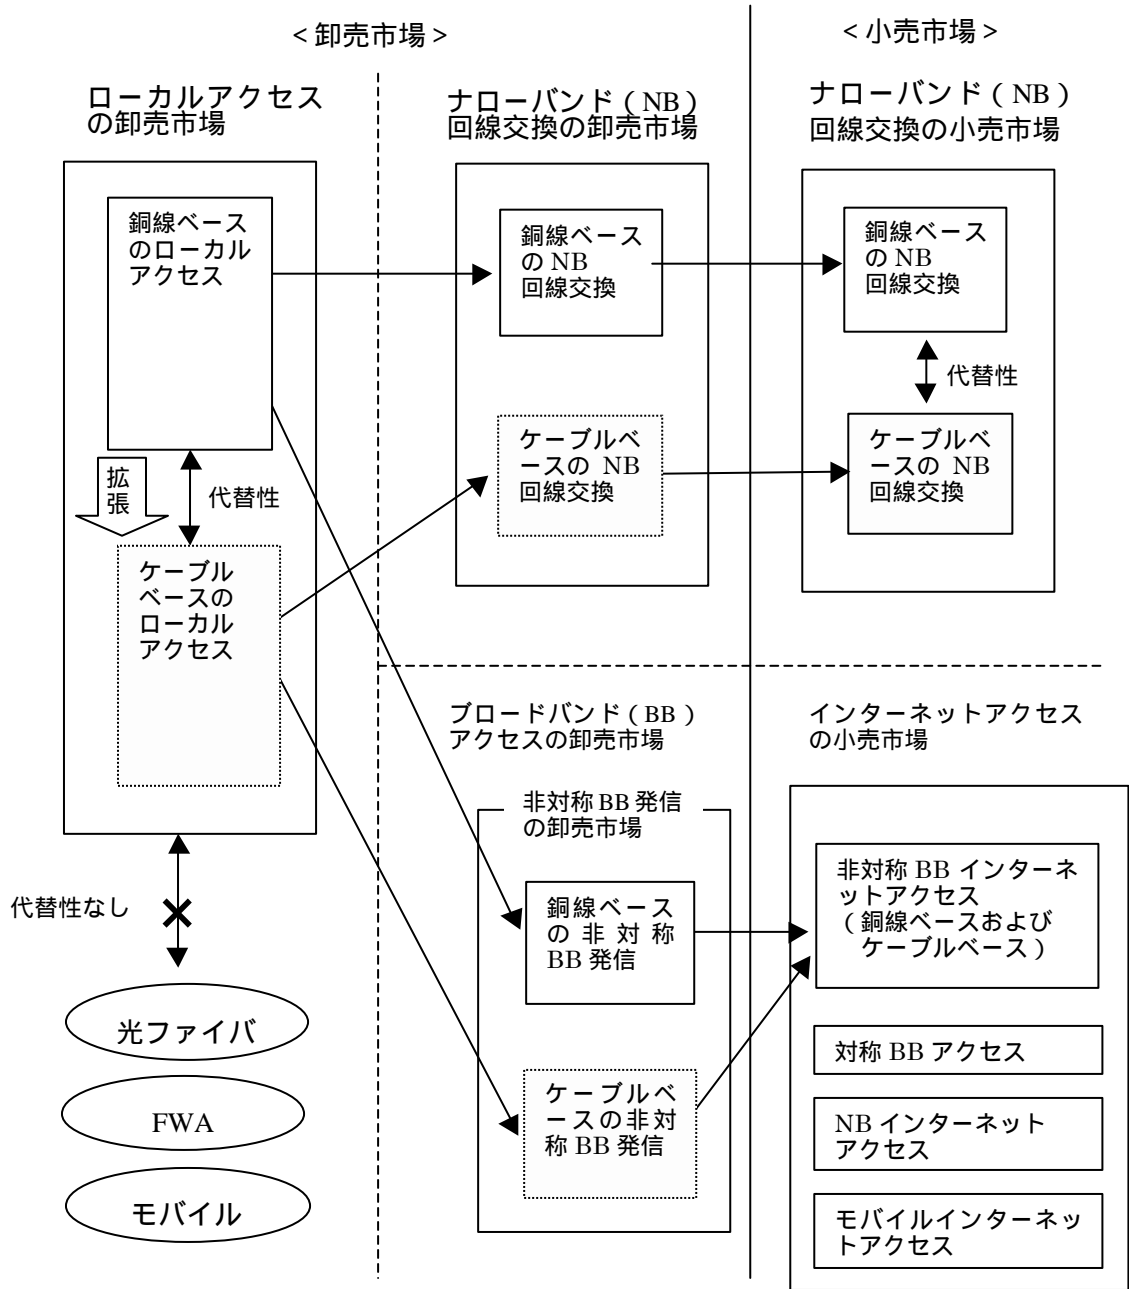 ＜卸売市場＞
＜小売市場＞
ローカルアクセス
の卸売市場
ナローバンド（NB）
回線交換の卸売市場
ナローバンド（NB）
回線交換の小売市場
銅線ベース
のローカル
アクセス
銅線ベース
の NB
回線交換
銅線ベース
の NB
回線交換
代替性
拡
張
代替性
ケーブルベ
ースの NB
回線交換
ケーブルベ
ースの NB
回線交換
ケーブル
ベースの
ローカル
アクセス
ブロードバンド（BB）
アクセスの卸売市場
インターネットアクセス
の小売市場
非対称 BB 発信
の卸売市場
代替性なし
銅線ベース
の非対称
BB 発信
非対称 BB インターネ
ットアクセス
（銅線ベースおよび
ケーブルベース）
光ファイバ
対称 BB アクセス
FWA
ケーブルベ
ースの非対
称 BB 発信
NB インターネット
アクセス
モバイル
モバイルインターネッ
トアクセス